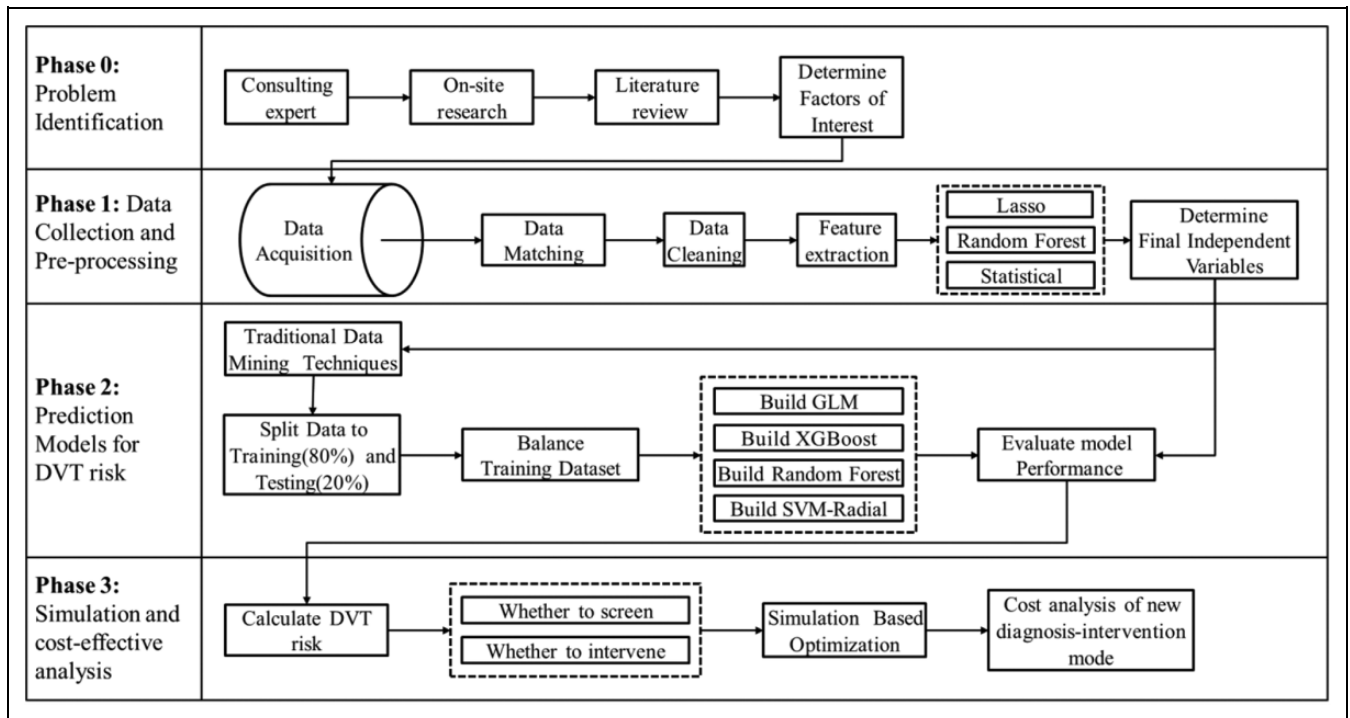 Phase 0:
Problem
Identification
Consulting
expert
On-site
research
Literature
review
Determine
Factors of
Interest
Phase 1: Data
Collection and
Pre-processing
Data
Acquisition
Data
Matching
Data
Cleaning
Feature
extraction
Lasso
Random Forest
Statistical
Determine
Final Independent
Variables
Phase 2:
Prediction
Models for
DVT risk
Traditional Data
Mining Techniques
Split Data to
Training(80%) and
Testing(20%)
Balance
Training Dataset
Build GLM
Build XGBoost
Build Random Forest
Build SVM-Radial
Evaluate model
Performance
Phase 3:
Simulation and
cost-effective
analysis
Calculate DVT
risk
Whether to screen
Whether to intervene
Simulation Based
Optimization
Cost analysis of new
diagnosis-intervention
mode